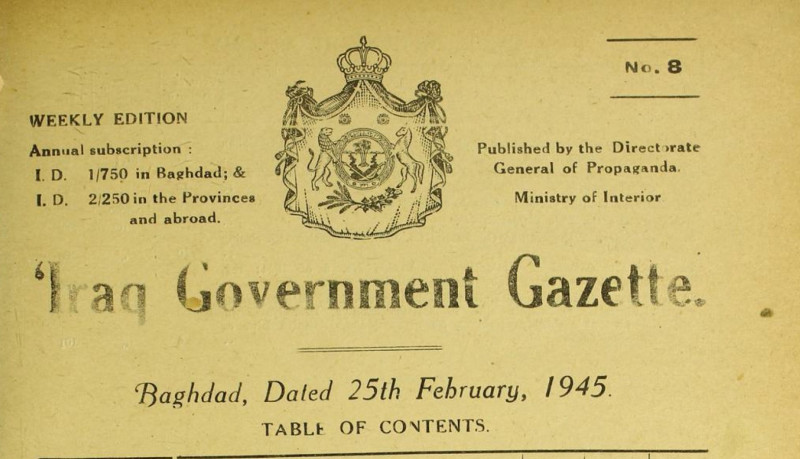 No. 8
WEEKLY EDITION
Annual subscription :
I. D. 1/750 in Baghdad; &
I. D. 2/250 in the Provinces
and abroad.
Published by the Directorate
General of Propaganda.
Ministry of Interior
‘Iraq Government Gazette.
Baghdad, Dated 25th February, 1945.
TABLE OF CONTENTS.